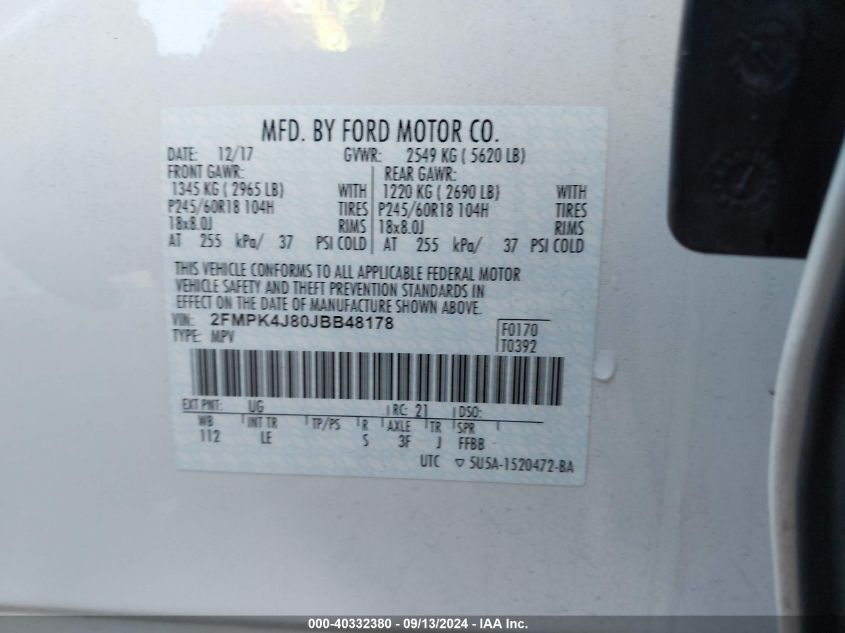 MFD. BY FORD MOTOR CO.
DATE: 12/17 GVWR: 2549 KG ( 5620 LB)
FRONT GAWR: REAR GAWR:
1345 KG ( 2965 LB) WITH 1220 KG ( 2690 LB) WITH
P245/60R18 104H TIRES P245/60R18 104H TIRES
18x8.0J RIMS 18x8.0J RIMS
AT 255 kPa/ 37 PSI COLD AT 255 kPa/ 37 PSI COLD
THIS VEHICLE CONFORMS TO ALL APPLICABLE FEDERAL MOTOR
VEHICLE SAFETY AND THEFT PREVENTION STANDARDS IN
EFFECT ON THE DATE OF MANUFACTURE SHOWN ABOVE.
VIN: 2FMPK4J80JBB48178 F0170
TYPE: MPV T0392
EXT PNT: UG RC: 21 DSO:
WB INT TR TP/PS R AXLE TR SPR
112 LE S 3F J FFBB
UTC ▽ 5U5A-1520472-BA
000-40332380 - 09/13/2024 - IAA Inc.